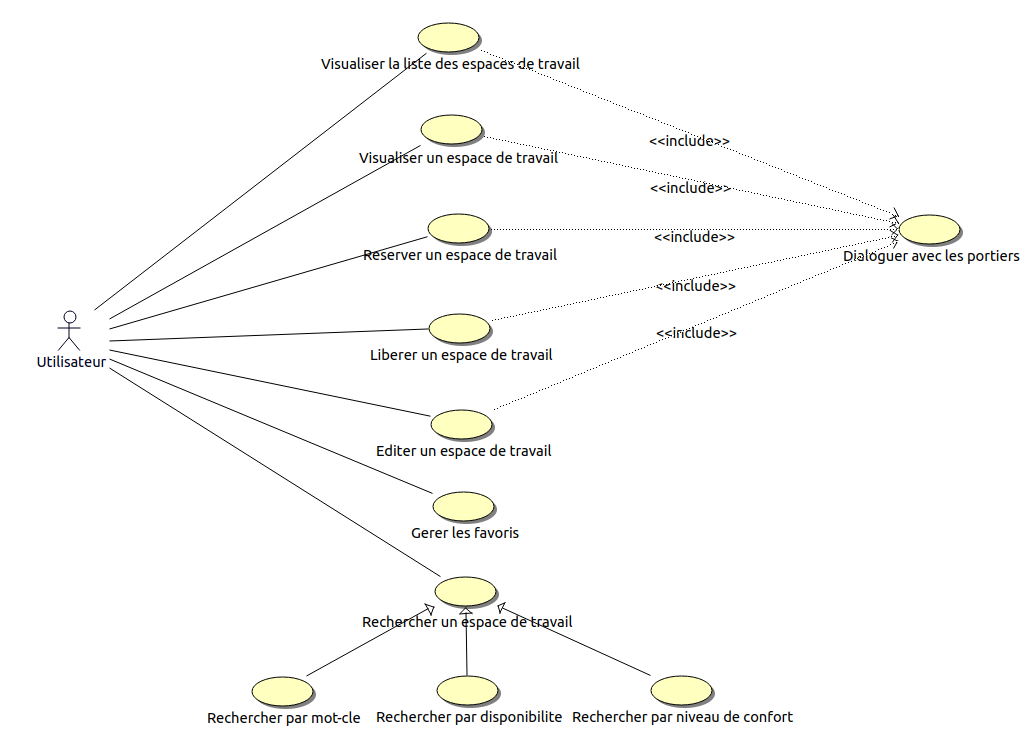 Visualiser la liste des espaces de travail
<<include>>
Visualiser un espace de travail
<<include>>
<<include>>
Reserver un espace de travail
Dialoguer avec les portiers
<<include>>
<<include>>
Liberer un espace de travail
Utilisateur
Editer un espace de travail
Gerer les favoris
Rechercher un espace de travail
Rechercher par mot-cle
Rechercher par disponibilite
Rechercher par niveau de confort